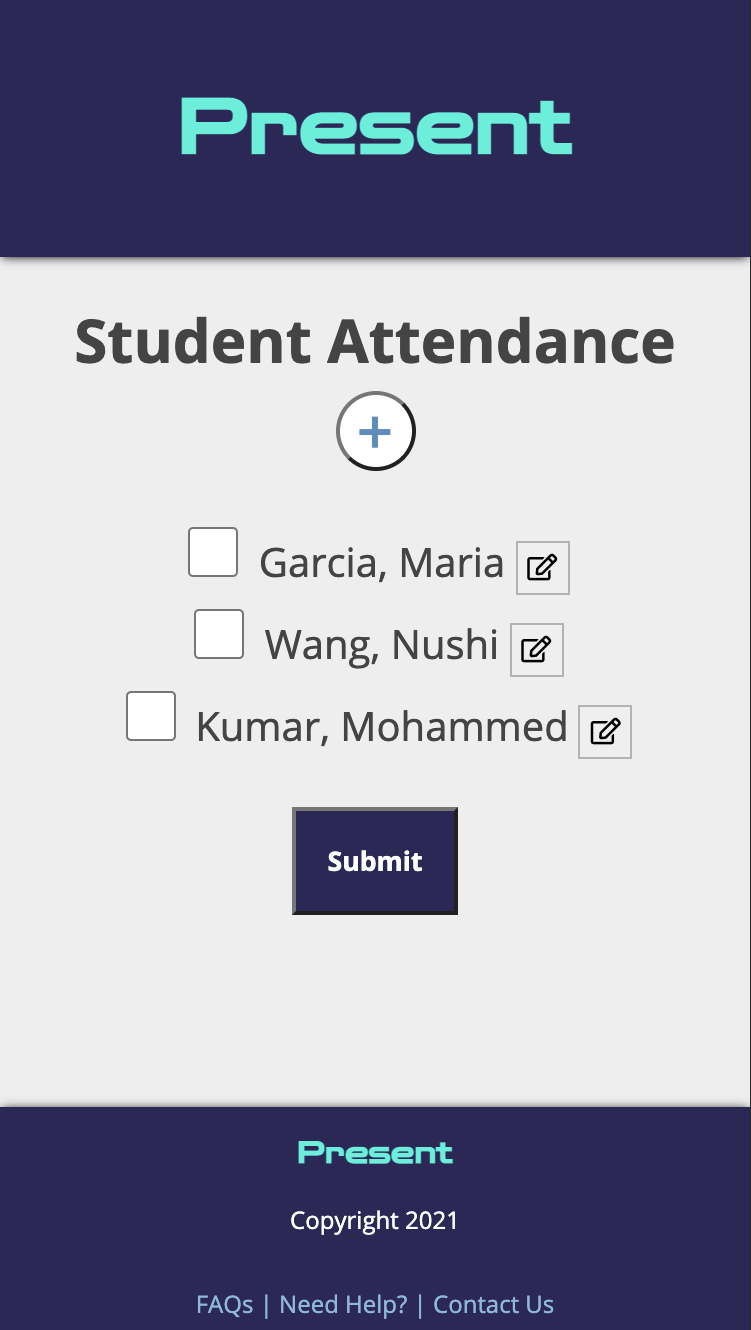 Present
Student Attendance
+
Garcia, Maria
Wang, Nushi
Kumar, Mohammed
Submit
Present
Copyright 2021
FAQs | Need Help? | Contact Us